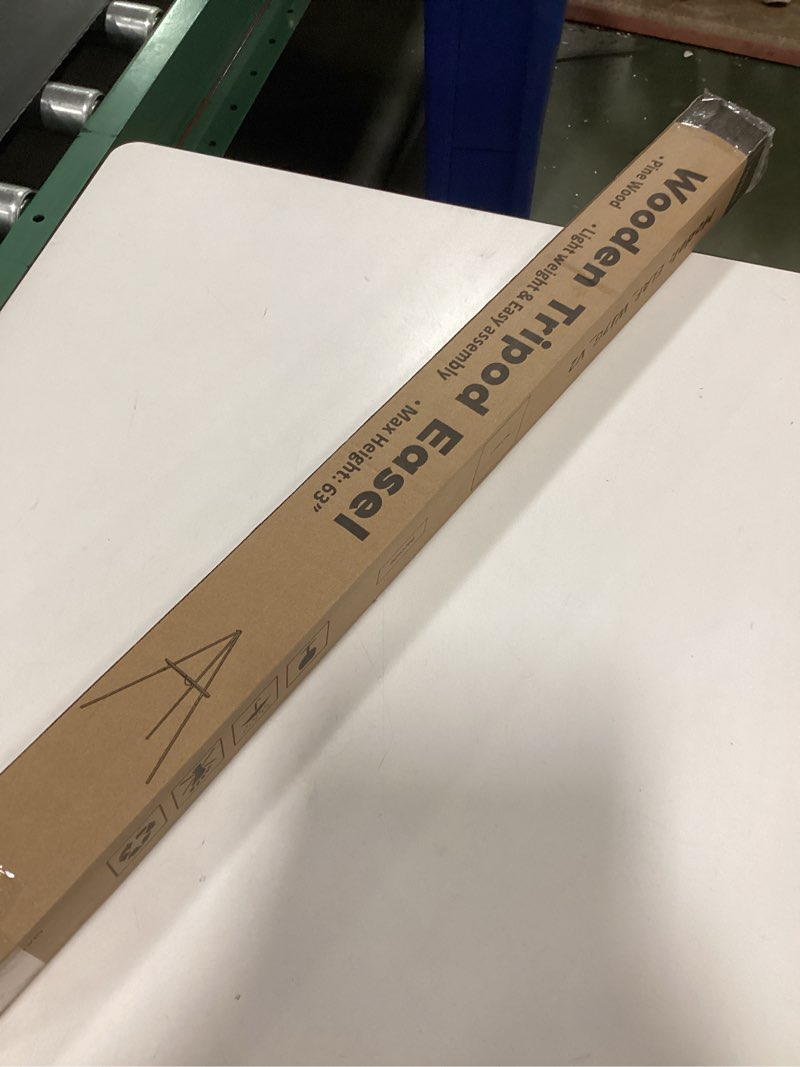 Wooden Tripod Easel
• Pine Wood
• Light weight & Easy assembly
• Max Height: 63”